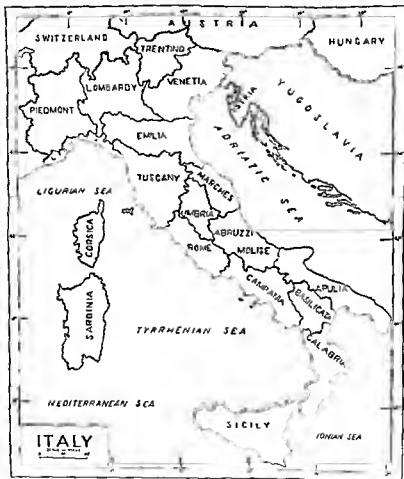 AUSTRIA
SWITZERLAND
HUNGARY
TRENTINO
LOMBARDY
VENETIA
PIEDMONT
ISTRIA
YUGOSLAVIA
EMILIA
ADRIATIC SEA
TUSCANY
MARCHES
LIGURIAN SEA
UMBRIA
CORSICA
ABRUZZI
ROME
MOLISE
CAMPANIA
APULIA
BASILICATA
SARDINIA
TYRRHENIAN SEA
CALABRIA
MEDITERRANEAN SEA
SICILY
IONIAN SEA
ITALY